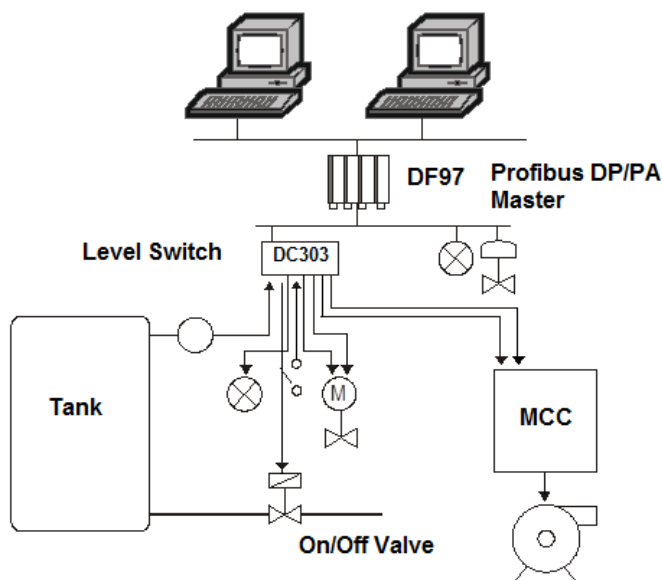 DF97
Profibus DP/PA
Master
Level Switch
DC303
Tank
M
MCC
On/Off Valve